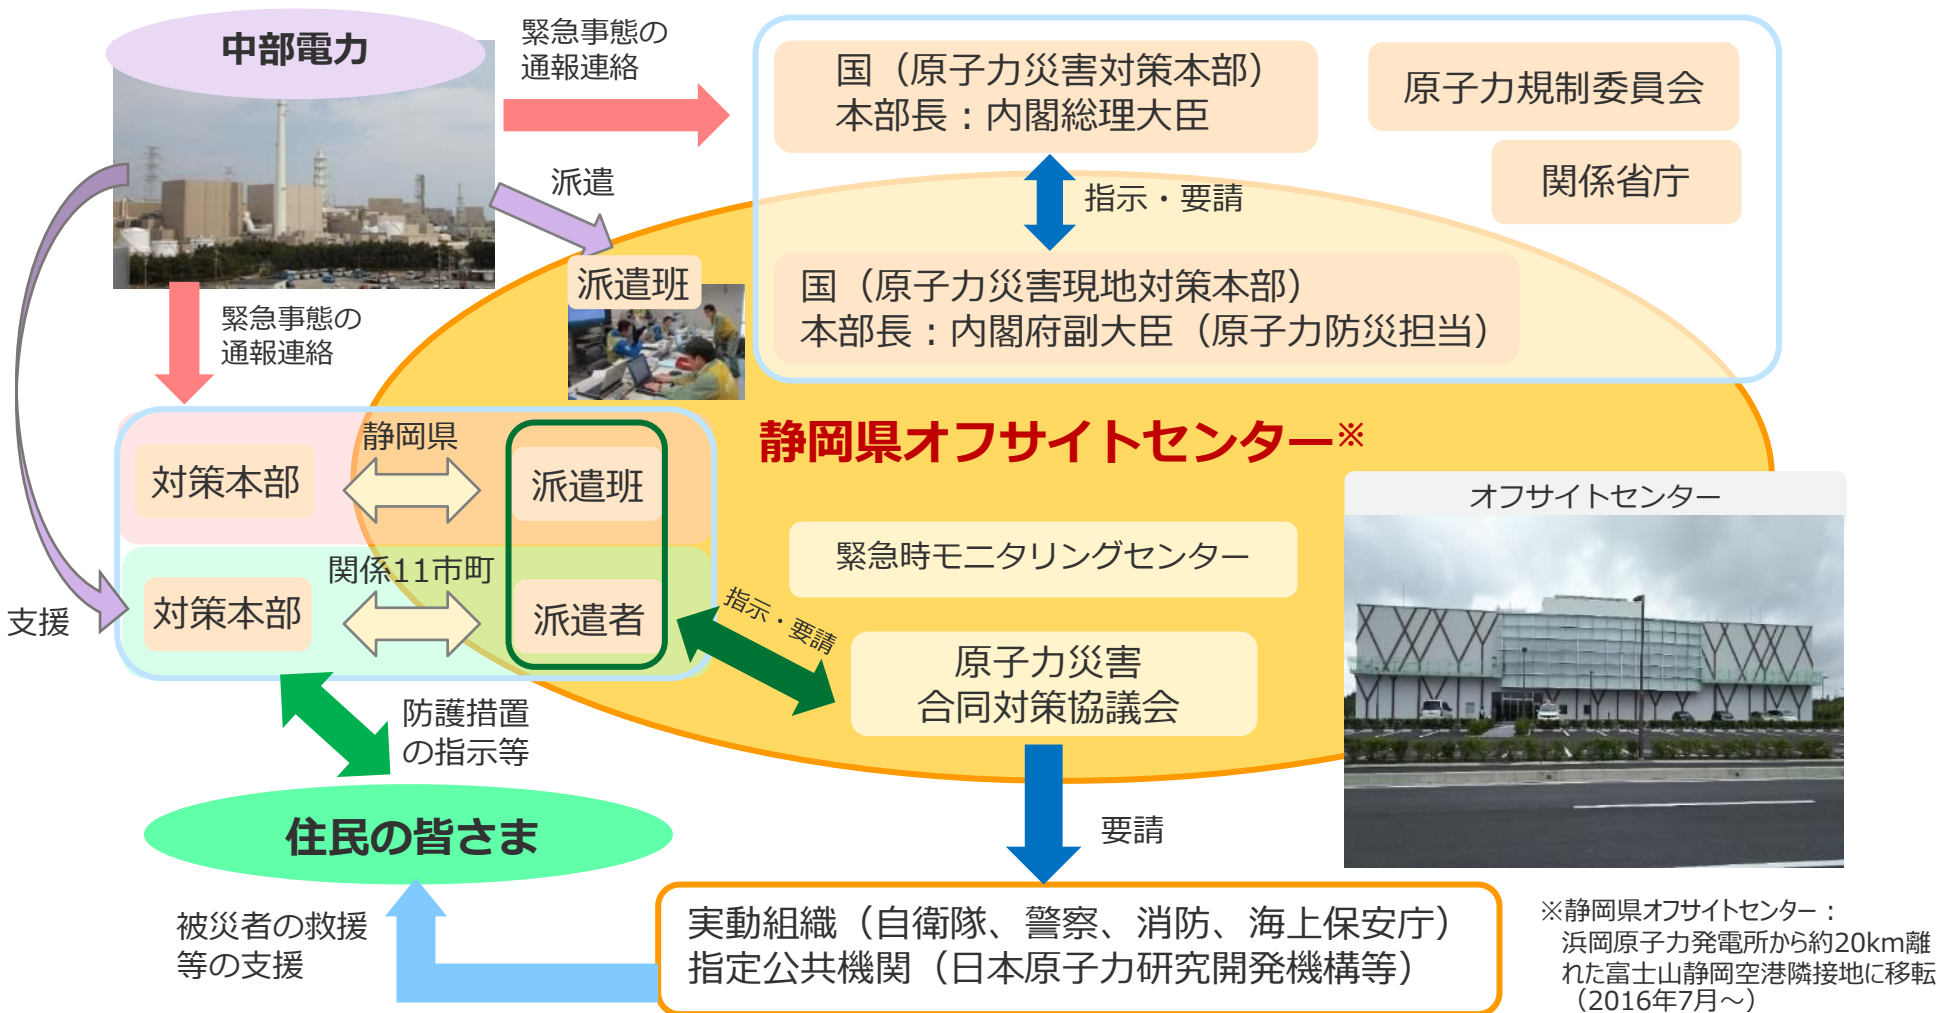 中部電力
緊急事態の
通報連絡
国（原子力災害対策本部）
本部長：内閣総理大臣
原子力規制委員会
関係省庁
派遣
指示・要請
派遣班
国（原子力災害現地対策本部）
本部長：内閣府副大臣（原子力防災担当）
緊急事態の
通報連絡
静岡県オフサイトセンター※
静岡県
対策本部
派遣班
オフサイトセンター
緊急時モニタリングセンター
関係11市町
対策本部
派遣者
支援
指示・要請
原子力災害
合同対策協議会
防護措置
の指示等
住民の皆さま
要請
被災者の救援
等の支援
実動組織（自衛隊、警察、消防、海上保安庁）
指定公共機関（日本原子力研究開発機構等）
※静岡県オフサイトセンター：
浜岡原子力発電所から約20km離
れた富士山静岡空港隣接地に移転
（2016年7月～）